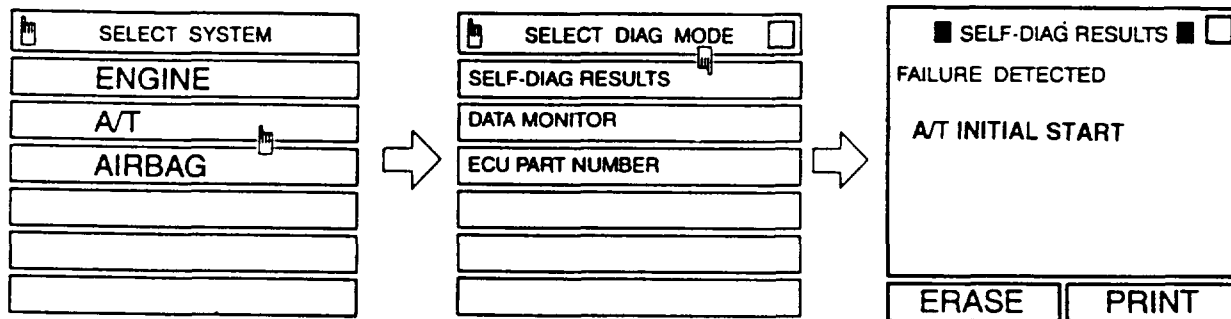 SELECT SYSTEM
ENGINE
A/T
AIRBAG
SELECT DIAG MODE
SELF-DIAG RESULTS
DATA MONITOR
ECU PART NUMBER
SELF-DIAG RESULTS
FAILURE DETECTED
A/T INITIAL START
ERASE
PRINT